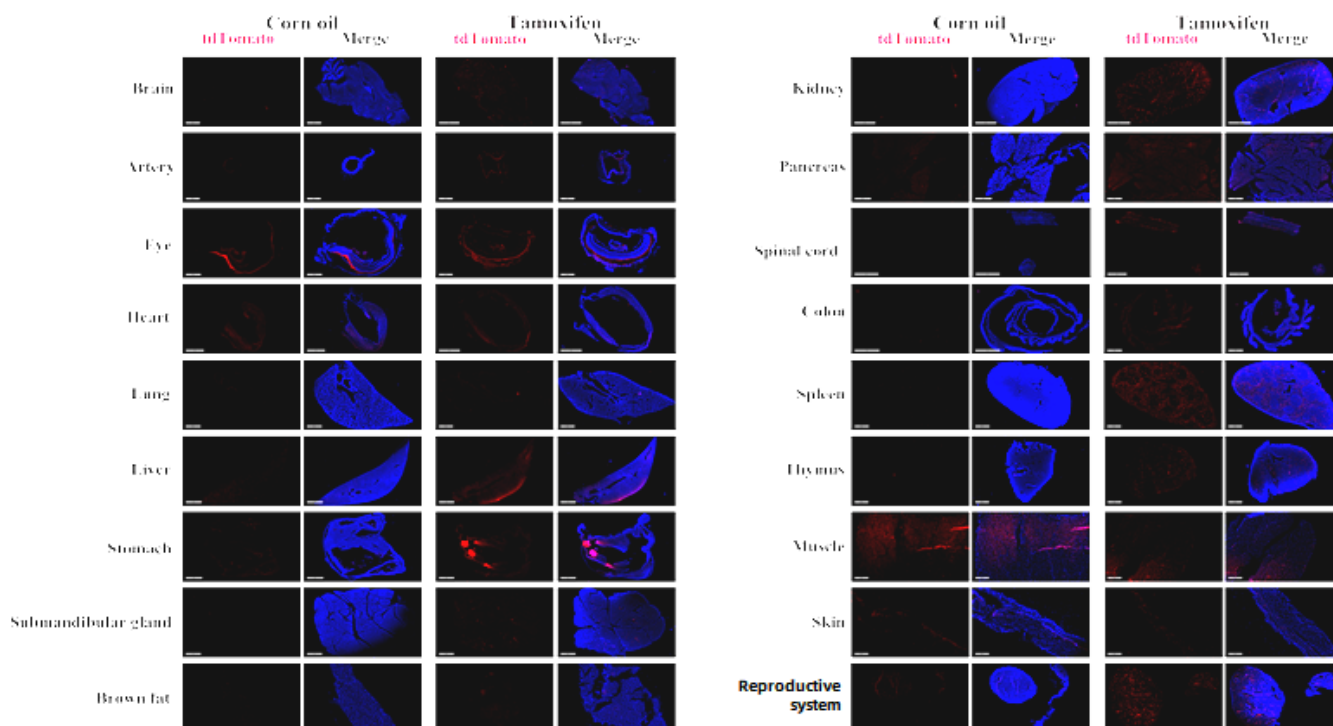 Corn oil Tamoxifen Corn oil Tamoxifen
tdTomato Merge tdTomato Merge tdTomato Merge tdTomato Merge
Brain Kidney
Artery Pancreas
Eye Spinal cord
Heart Colon
Lung Spleen
Liver Thymus
Stomach Muscle
Submandibular gland Skin
Brown fat Reproductive
system